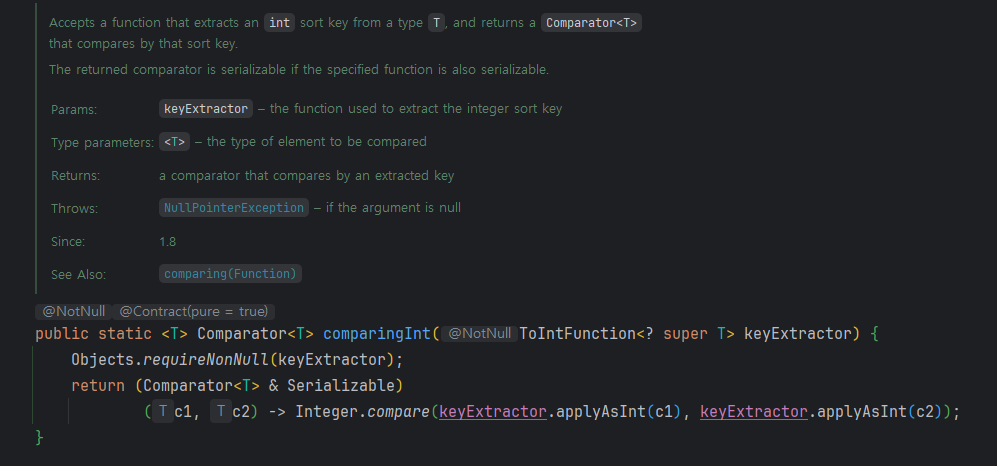 Accepts a function that extracts an int sort key from a type T, and returns a Comparator<T>
that compares by that sort key.
The returned comparator is serializable if the specified function is also serializable.
Params: keyExtractor – the function used to extract the integer sort key
Type parameters: <T> – the type of element to be compared
Returns: a comparator that compares by an extracted key
Throws: NullPointerException – if the argument is null
Since: 1.8
See Also: comparing(Function)
@NotNull @Contract(pure = true)
public static <T> Comparator<T> comparingInt( @NotNull ToIntFunction<? super T> keyExtractor) {
    Objects.requireNonNull(keyExtractor);
    return (Comparator<T> & Serializable)
        ( T c1, T c2) -> Integer.compare(keyExtractor.applyAsInt(c1), keyExtractor.applyAsInt(c2));
}